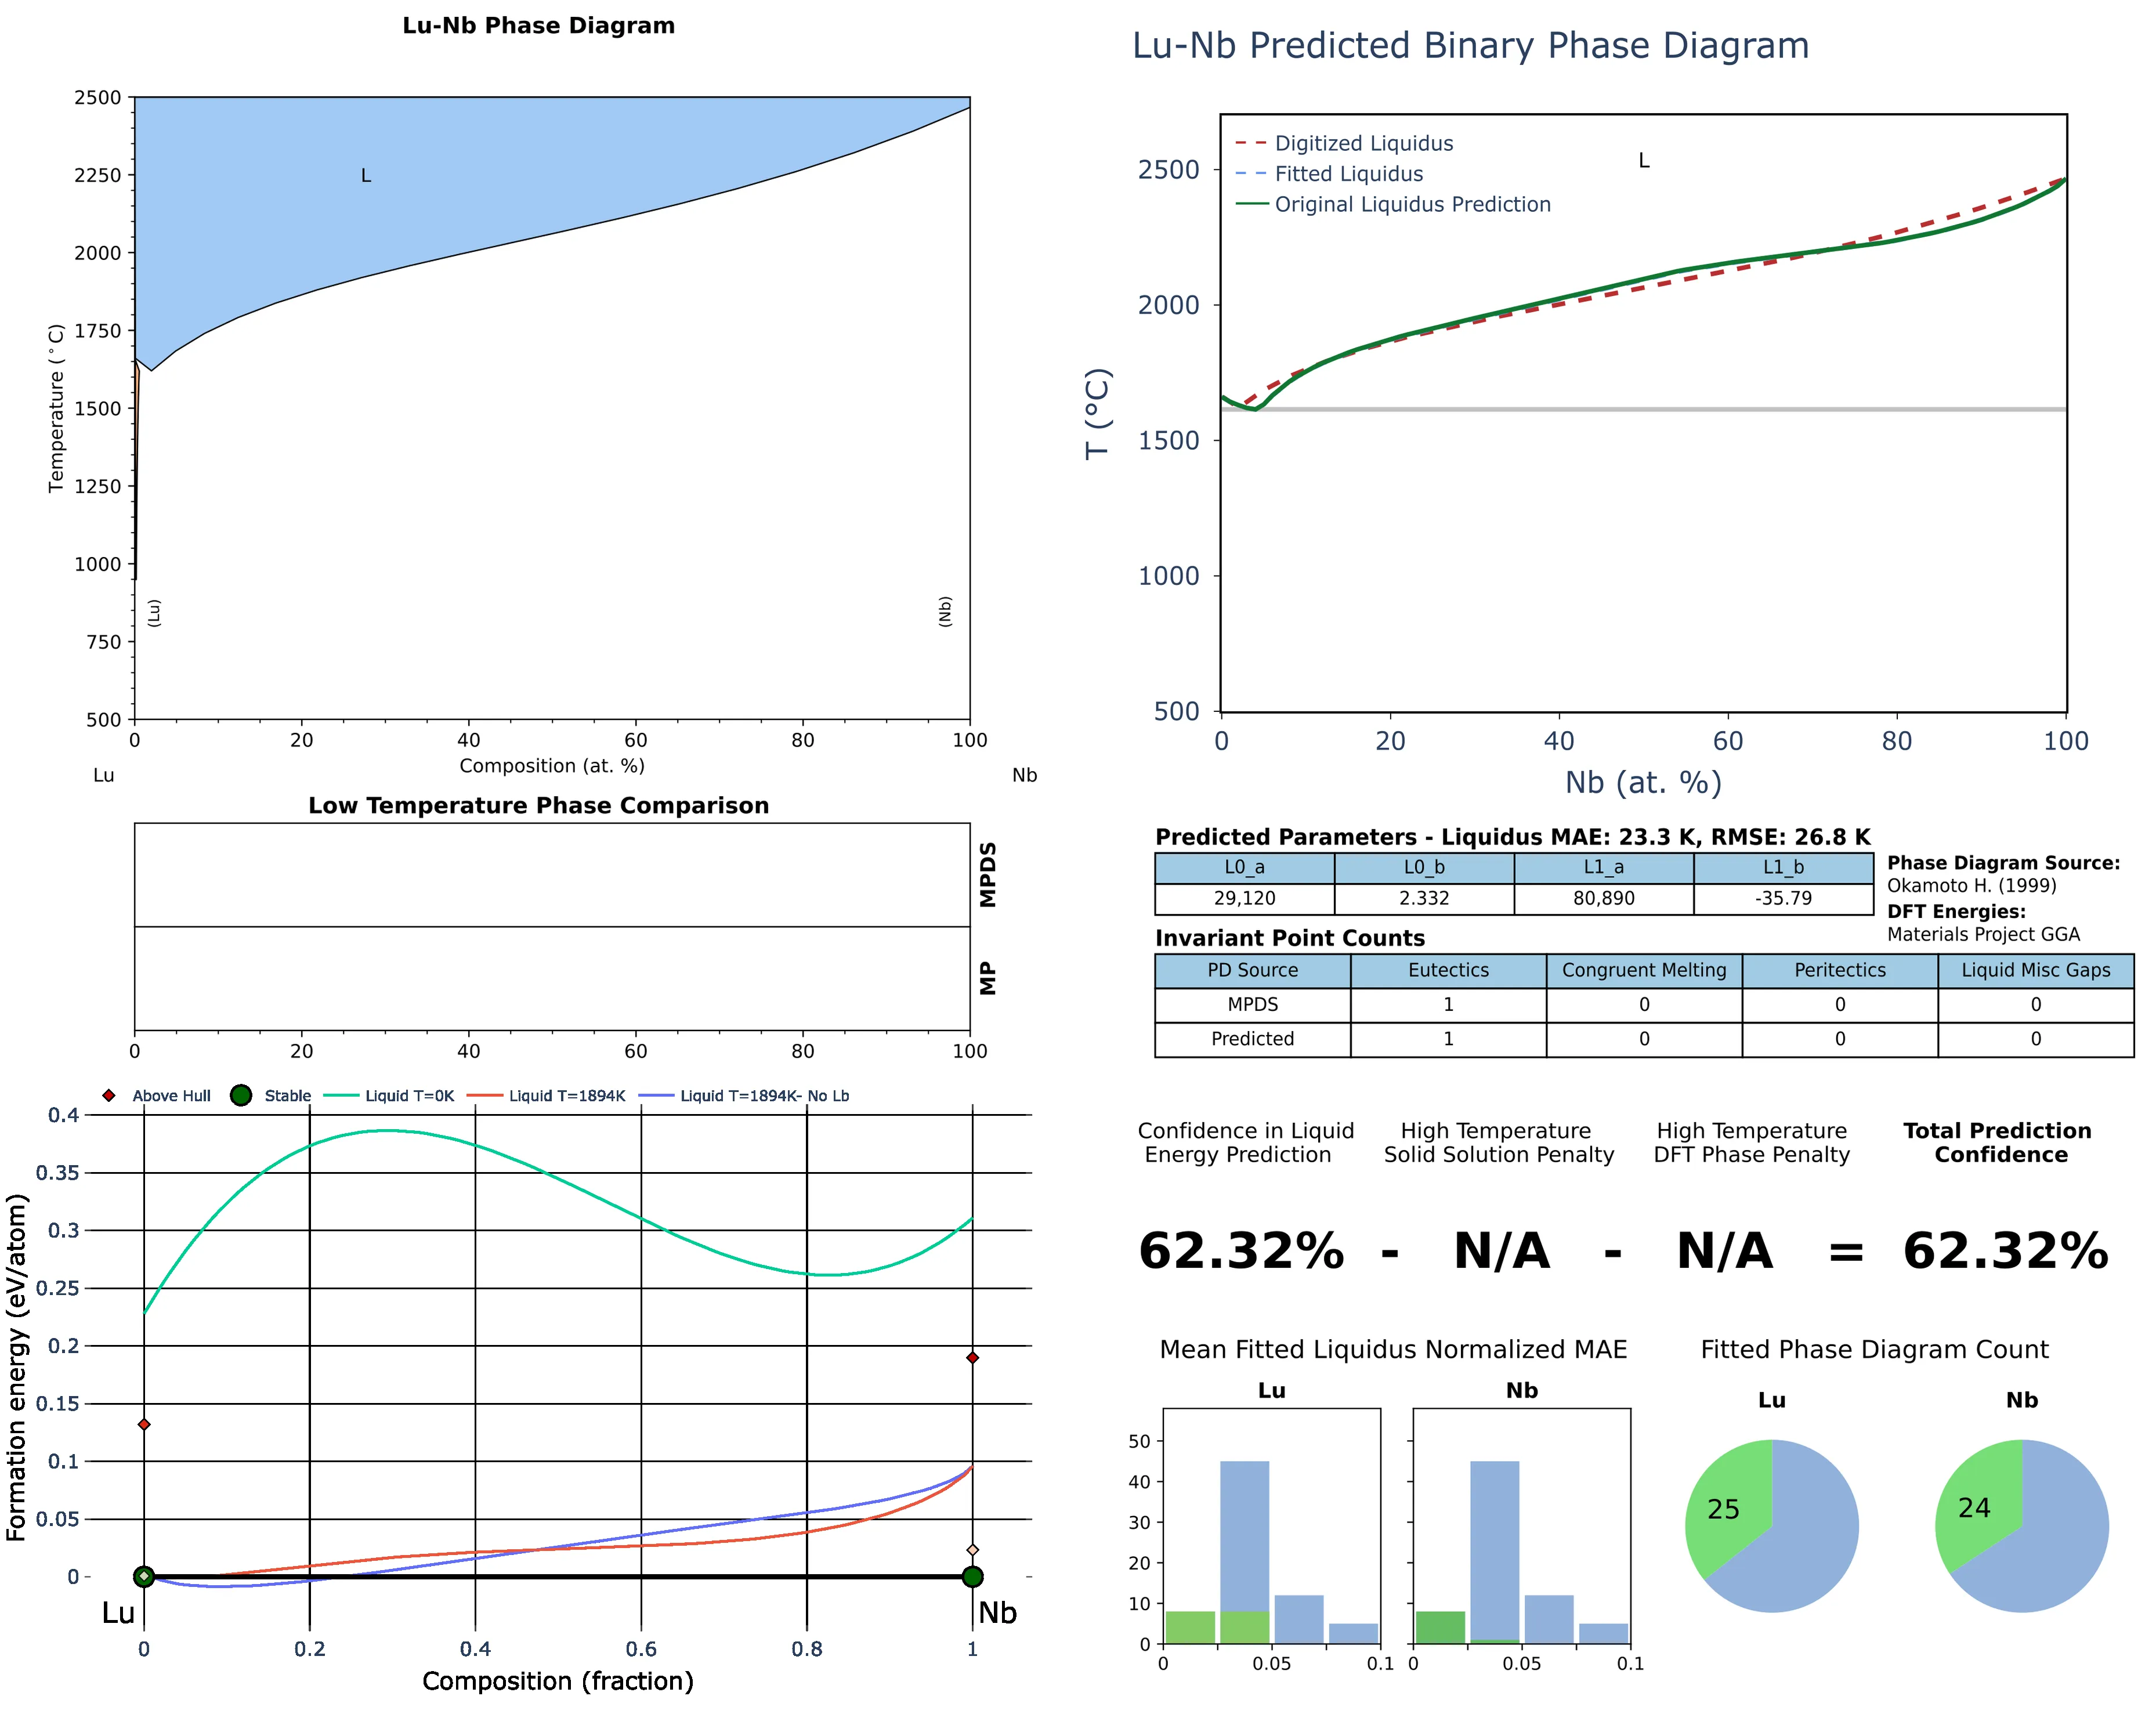 Lu-Nb Phase Diagram
2500
2250
2000
1750
1500
1250
1000
750
500
Temperature (°C)
L
(Lu)
(Nb)
0 20 40 60 80 100
Composition (at. %)
Lu Nb
Low Temperature Phase Comparison
MPDS
MP
0 20 40 60 80 100
Above Hull Stable Liquid T=0K Liquid T=1894K Liquid T=1894K- No Lb
0.4
0.35
0.3
0.25
0.2
0.15
0.1
0.05
0
Formation energy (eV/atom)
Lu Nb
0 0.2 0.4 0.6 0.8 1
Composition (fraction)
Lu-Nb Predicted Binary Phase Diagram
Digitized Liquidus
Fitted Liquidus
Original Liquidus Prediction
L
2500
2000
1500
1000
500
T (°C)
0 20 40 60 80 100
Nb (at. %)
Predicted Parameters - Liquidus MAE: 23.3 K, RMSE: 26.8 K
L0_a L0_b L1_a L1_b
29,120 2.332 80,890 -35.79
Phase Diagram Source:
Okamoto H. (1999)
DFT Energies:
Materials Project GGA
Invariant Point Counts
PD Source Eutectics Congruent Melting Peritectics Liquid Misc Gaps
MPDS 1 0 0 0
Predicted 1 0 0 0
Confidence in Liquid
Energy Prediction
High Temperature
Solid Solution Penalty
High Temperature
DFT Phase Penalty
Total Prediction
Confidence
62.32% - N/A - N/A = 62.32%
Mean Fitted Liquidus Normalized MAE
Lu Nb
50
40
30
20
10
0
0 0.05 0.1 0 0.05 0.1
Fitted Phase Diagram Count
Lu Nb
25 24